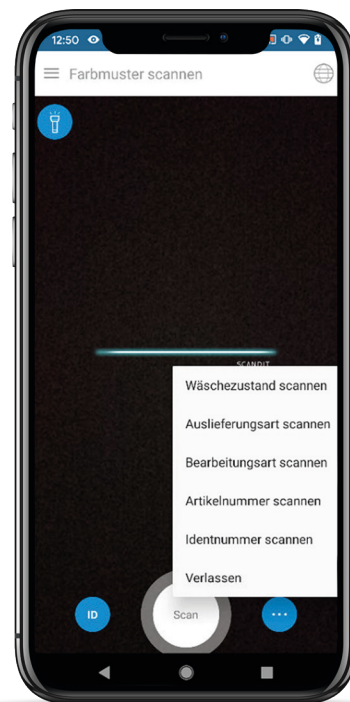 12:50
Farbmuster scannen
SCANDIT
Wäschezustand scannen
Auslieferungsart scannen
Bearbeitungsart scannen
Artikelnummer scannen
Identnummer scannen
Verlassen
ID
Scan